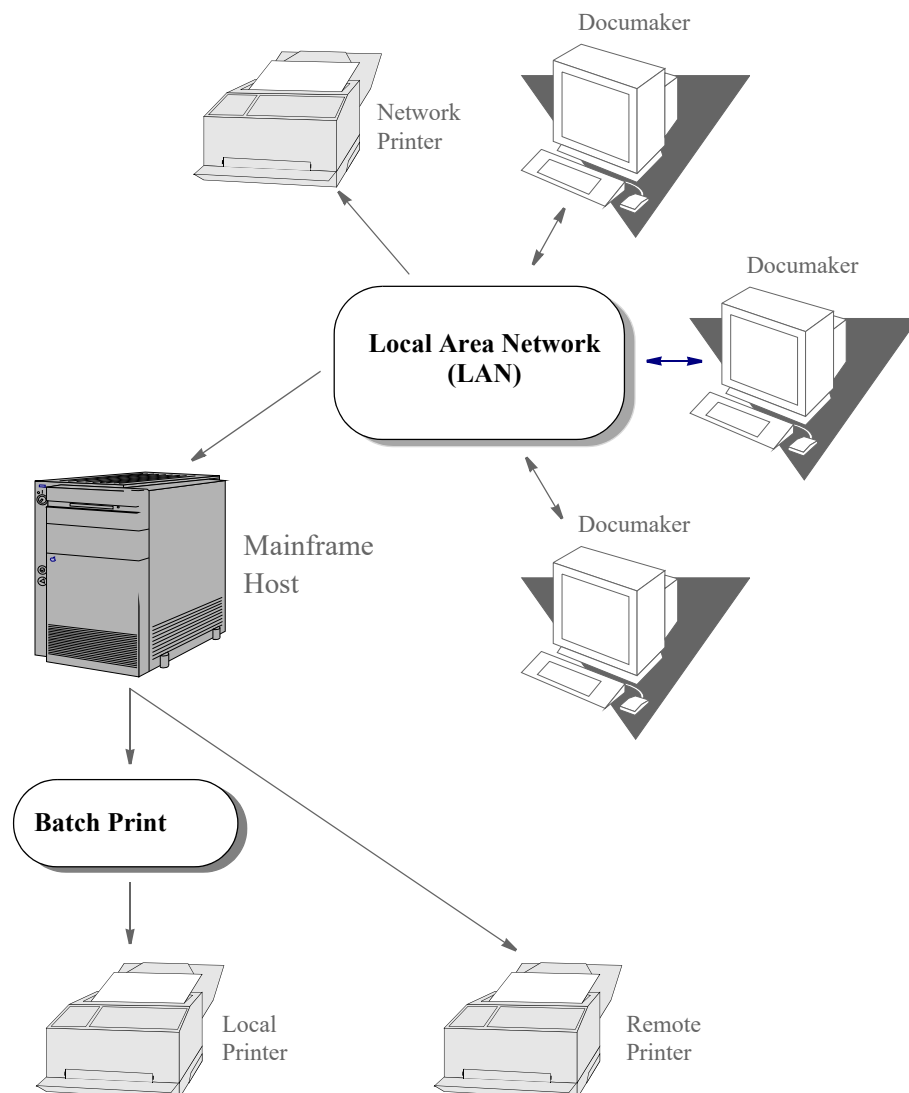 Documaker
Network
Printer
Documaker
Local Area Network
(LAN)
Documaker
Mainframe
Host
Batch Print
Local
Printer
Remote
Printer